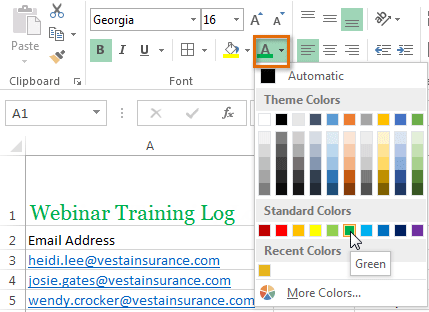 Paste
Georgia 16 A A
B I U A
Clipboard Font
Automatic
Theme Colors
Standard Colors
Green
Recent Colors
More Colors...
A1
A
1 Webinar Training Log
2 Email Address
3 heidi.lee@vestainsurance.com
4 josie.gates@vestainsurance.com
5 wendy.crocker@vestainsurance.com